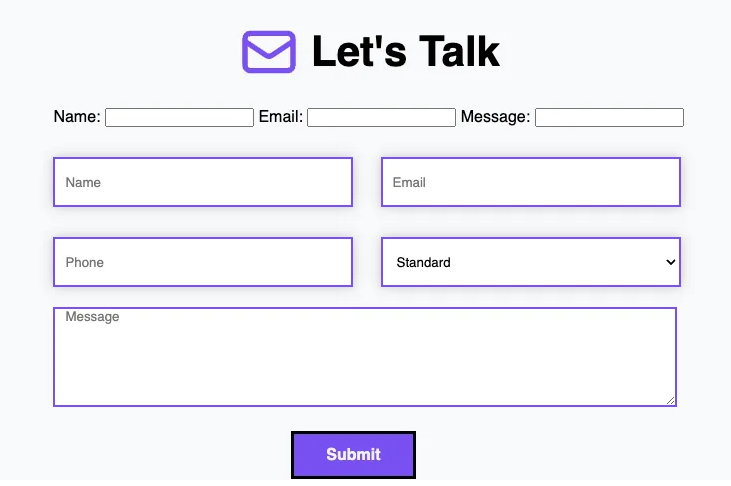 Let's Talk
Name: Email: Message:
Name Email
Phone Standard
Message
Submit